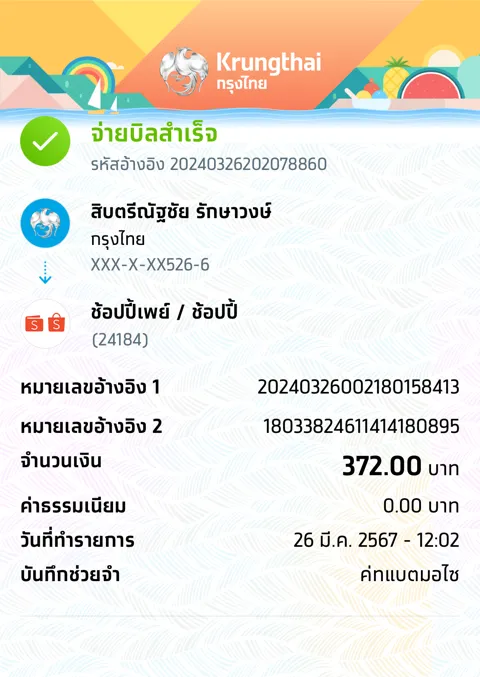 Krungthai
กรุงไทย
จ่ายบิลสำเร็จ
รหัสอ้างอิง 20240326202078860
สิบตรีณัฐชัย รักษาวงษ์
กรุงไทย
XXX-X-XX526-6
ช้อปปี้เพย์ / ช้อปปี้
(24184)
หมายเลขอ้างอิง 1 20240326002180158413
หมายเลขอ้างอิง 2 18033824611414180895
จำนวนเงิน 372.00 บาท
ค่าธรรมเนียม 0.00 บาท
วันที่ทำรายการ 26 มี.ค. 2567 - 12:02
บันทึกช่วยจำ ค่ทแบตมอไซ